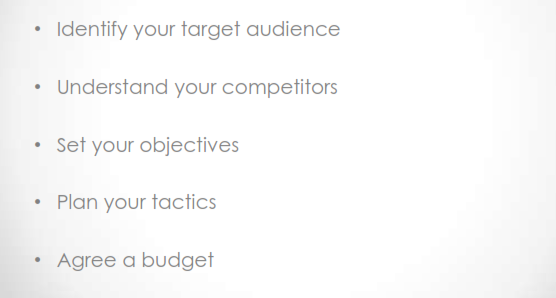 • Identify your target audience
• Understand your competitors
• Set your objectives
• Plan your tactics
• Agree a budget